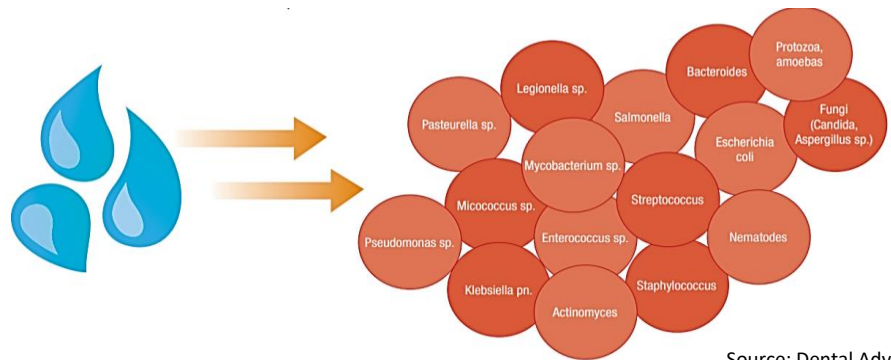 Protozoa,
amoebas
Bacteroides
Legionella sp.
Fungi
(Candida,
Aspergillus sp.)
Salmonella
Pasteurella sp.
Escherichia
coli
Mycobacterium sp.
Streptococcus
Micococcus sp.
Nematodes
Enterococcus sp.
Pseudomonas sp.
Staphylococcus
Klebsiella pn.
Actinomyces
Source: Dental Adv